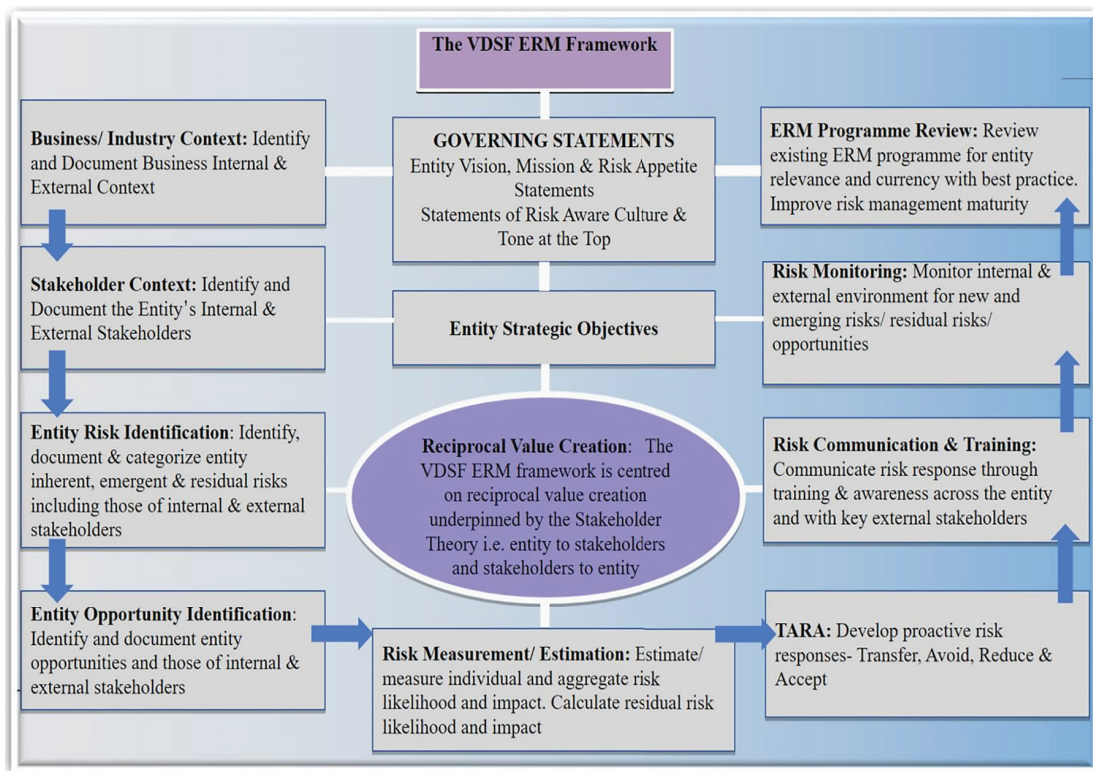 The VDSF ERM Framework
Business/ Industry Context: Identify
and Document Business Internal &
External Context
Stakeholder Context: Identify and
Document the Entity's Internal &
External Stakeholders
Entity Risk Identification: Identify,
document & categorize entity
inherent, emergent & residual risks
including those of internal & external
stakeholders
Entity Opportunity Identification:
Identify and document entity
opportunities and those of internal &
external stakeholders
GOVERNING STATEMENTS
Entity Vision, Mission & Risk Appetite
Statements
Statements of Risk Aware Culture &
Tone at the Top
Entity Strategic Objectives
Reciprocal Value Creation: The
VDSF ERM framework is centred
on reciprocal value creation
underpinned by the Stakeholder
Theory i.e. entity to stakeholders
and stakeholders to entity
Risk Measurement/ Estimation: Estimate/
measure individual and aggregate risk
likelihood and impact. Calculate residual risk
likelihood and impact
ERM Programme Review: Review
existing ERM programme for entity
relevance and currency with best practice.
Improve risk management maturity
Risk Monitoring: Monitor internal &
external environment for new and
emerging risks/ residual risks/
opportunities
Risk Communication & Training:
Communicate risk response through
training & awareness across the entity
and with key external stakeholders
TARA: Develop proactive risk
responses- Transfer, Avoid, Reduce &
Accept